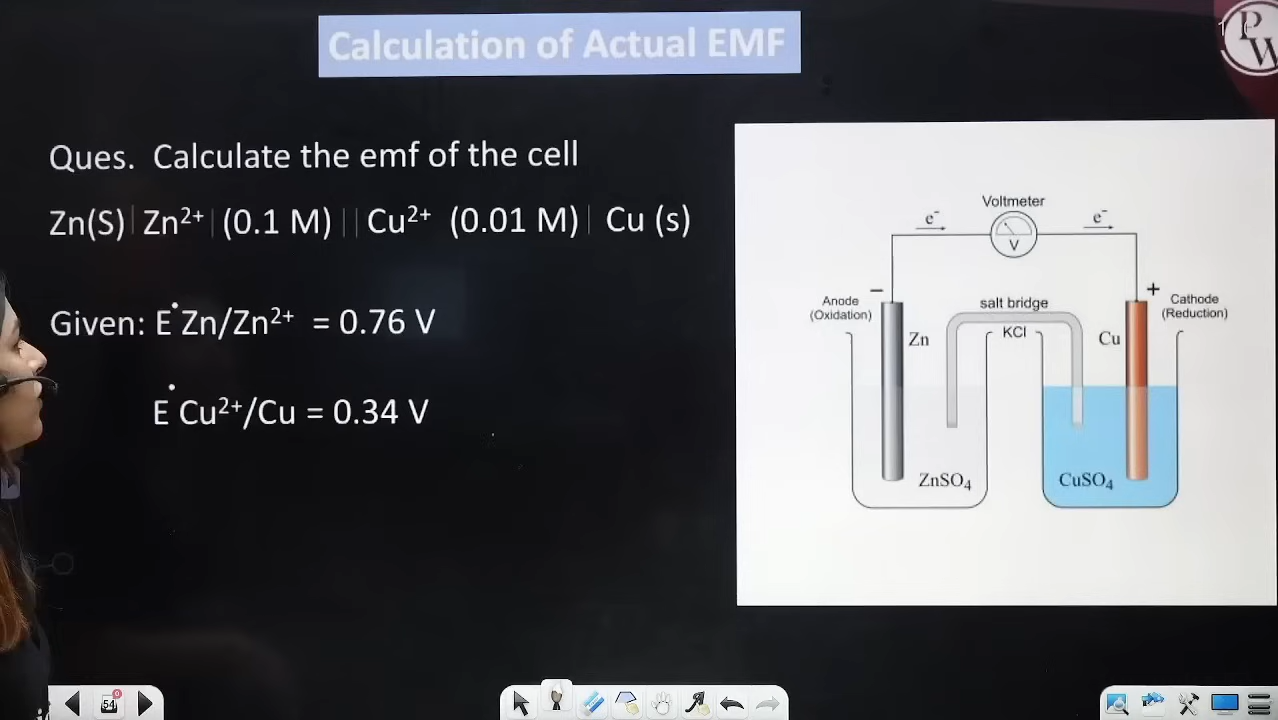 Calculation of Actual EMF
PW
Ques. Calculate the emf of the cell
Zn(S)| Zn²⁺ | (0.1 M) || Cu²⁺ (0.01 M)| Cu (s)
Given: E° Zn/Zn²⁺ = 0.76 V
E° Cu²⁺/Cu = 0.34 V
Voltmeter
e⁻
e⁻
V
−
+
Anode
(Oxidation)
salt bridge
Cathode
(Reduction)
Zn
KCl
Cu
ZnSO₄
CuSO₄
54
0